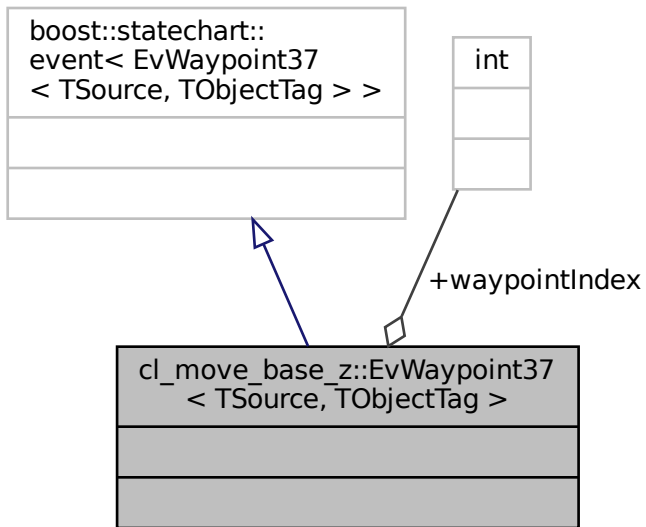 boost::statechart::
event< EvWaypoint37
< TSource, TObjectTag > >
int
+waypointIndex
cl_move_base_z::EvWaypoint37
< TSource, TObjectTag >